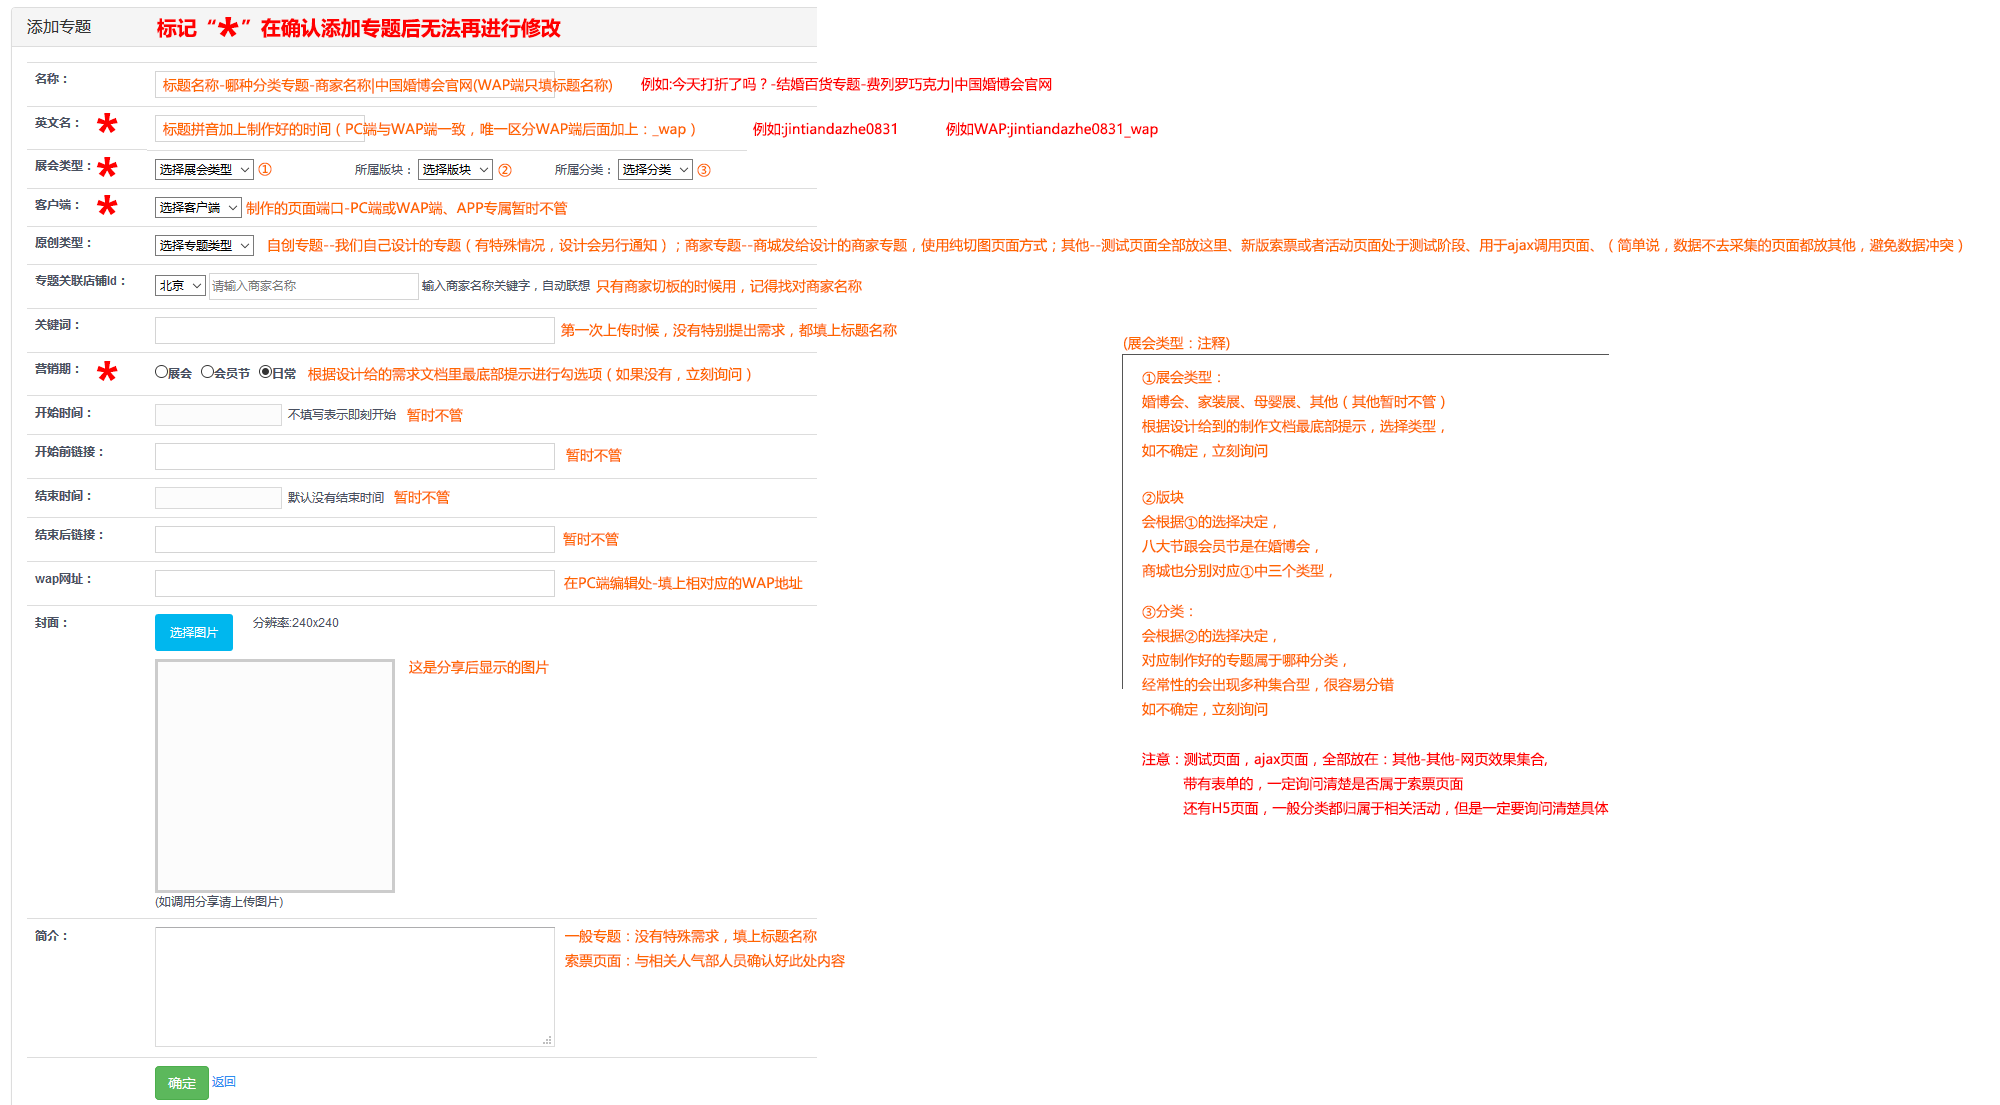 添加专题
标记“*”在确认添加专题后无法再进行修改
名称：
标题名称-哪种分类专题-商家名称|中国婚博会官网(WAP端只填标题名称)
例如:今天打折了吗？-结婚百货专题-费列罗巧克力|中国婚博会官网
英文名： *
标题拼音加上制作好的时间（PC端与WAP端一致，唯一区分WAP端后面加上：_wap）
例如:jintiandazhe0831
例如WAP:jintiandazhe0831_wap
展会类型： *
选择展会类型 ①
所属版块： 选择版块 ②
所属分类： 选择分类 ③
客户端： *
选择客户端 制作的页面端口-PC端或WAP端、APP专属暂时不管
原创类型：
选择专题类型 自创专题--我们自己设计的专题（有特殊情况，设计会另行通知）；商家专题--商城发给设计的商家专题，使用纯切图页面方式；其他--测试页面全部放这里、新版索票或者活动页面处于测试阶段、用于ajax调用页面、（简单说，数据不去采集的页面都放其他，避免数据冲突）
专题关联店铺Id：
北京 请输入商家名称 输入商家名称关键字，自动联想 只有商家切板的时候用，记得找对商家名称
关键词：
第一次上传时候，没有特别提出需求，都填上标题名称
营销期： *
展会 会员节 日常 根据设计给的需求文档里最底部提示进行勾选项（如果没有，立刻询问）
开始时间：
不填写表示即刻开始 暂时不管
开始前链接：
暂时不管
结束时间：
默认没有结束时间 暂时不管
结束后链接：
暂时不管
wap网址：
在PC端编辑处-填上相对应的WAP地址
封面：
选择图片 分辨率:240x240
这是分享后显示的图片
(如调用分享请上传图片)
简介：
一般专题：没有特殊需求，填上标题名称
索票页面：与相关人气部人员确认好此处内容
确定 返回
(展会类型：注释)
①展会类型：
婚博会、家装展、母婴展、其他（其他暂时不管）
根据设计给到的制作文档最底部提示，选择类型，
如不确定，立刻询问
②版块
会根据①的选择决定，
八大节跟会员节是在婚博会，
商城也分别对应①中三个类型，
③分类：
会根据②的选择决定，
对应制作好的专题属于哪种分类，
经常性的会出现多种集合型，很容易分错
如不确定，立刻询问
注意：测试页面，ajax页面，全部放在：其他-其他-网页效果集合,
带有表单的，一定询问清楚是否属于索票页面
还有H5页面，一般分类都归属于相关活动，但是一定要询问清楚具体